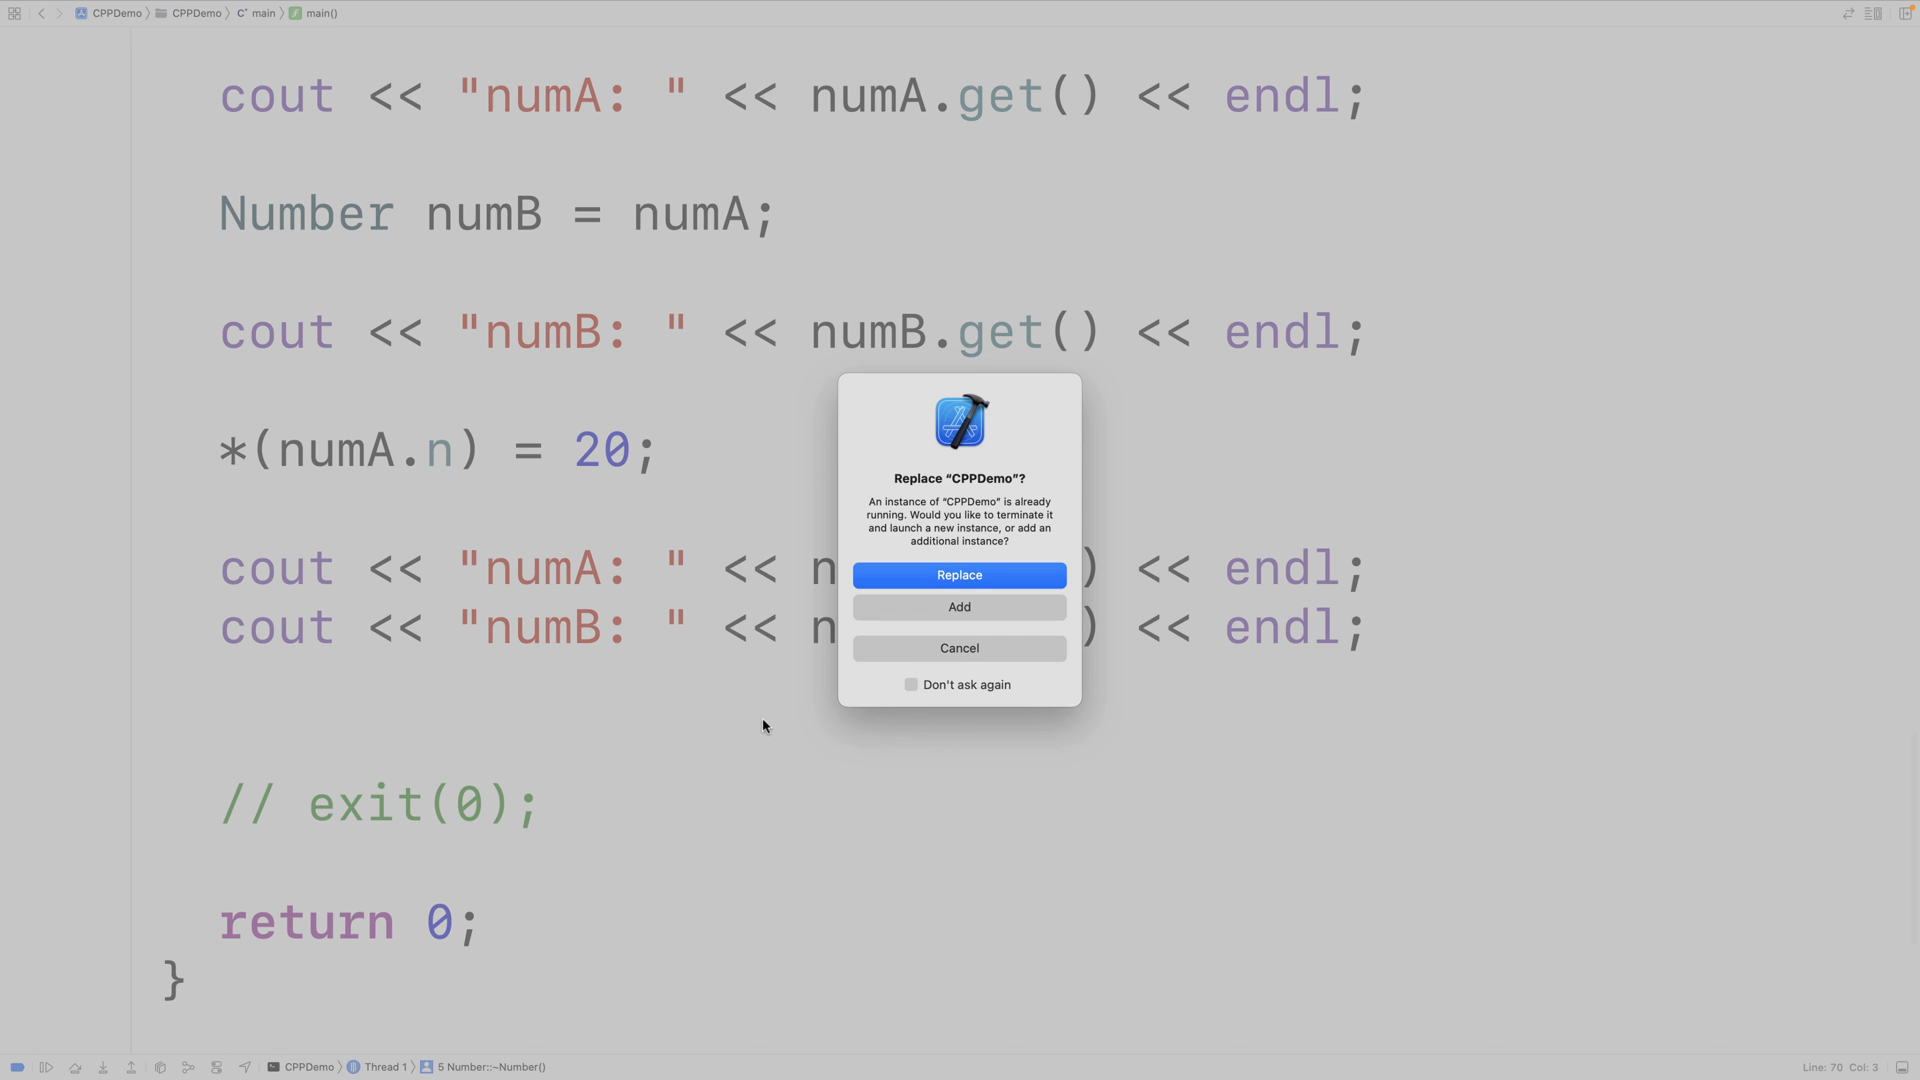 CPPDemo 〉 CPPDemo 〉 C⁺ main 〉 f main()
cout << "numA: " << numA.get() << endl;
Number numB = numA;
cout << "numB: " << numB.get() << endl;
*(numA.n) = 20;
cout << "numA: " << n ) << endl;
cout << "numB: " << n ) << endl;
Replace “CPPDemo”?
An instance of “CPPDemo” is already
running. Would you like to terminate it
and launch a new instance, or add an
additional instance?
Replace
Add
Cancel
Don't ask again
// exit(0);
return 0;
}
CPPDemo 〉 Thread 1 〉 5 Number::~Number()
Line: 70 Col: 3